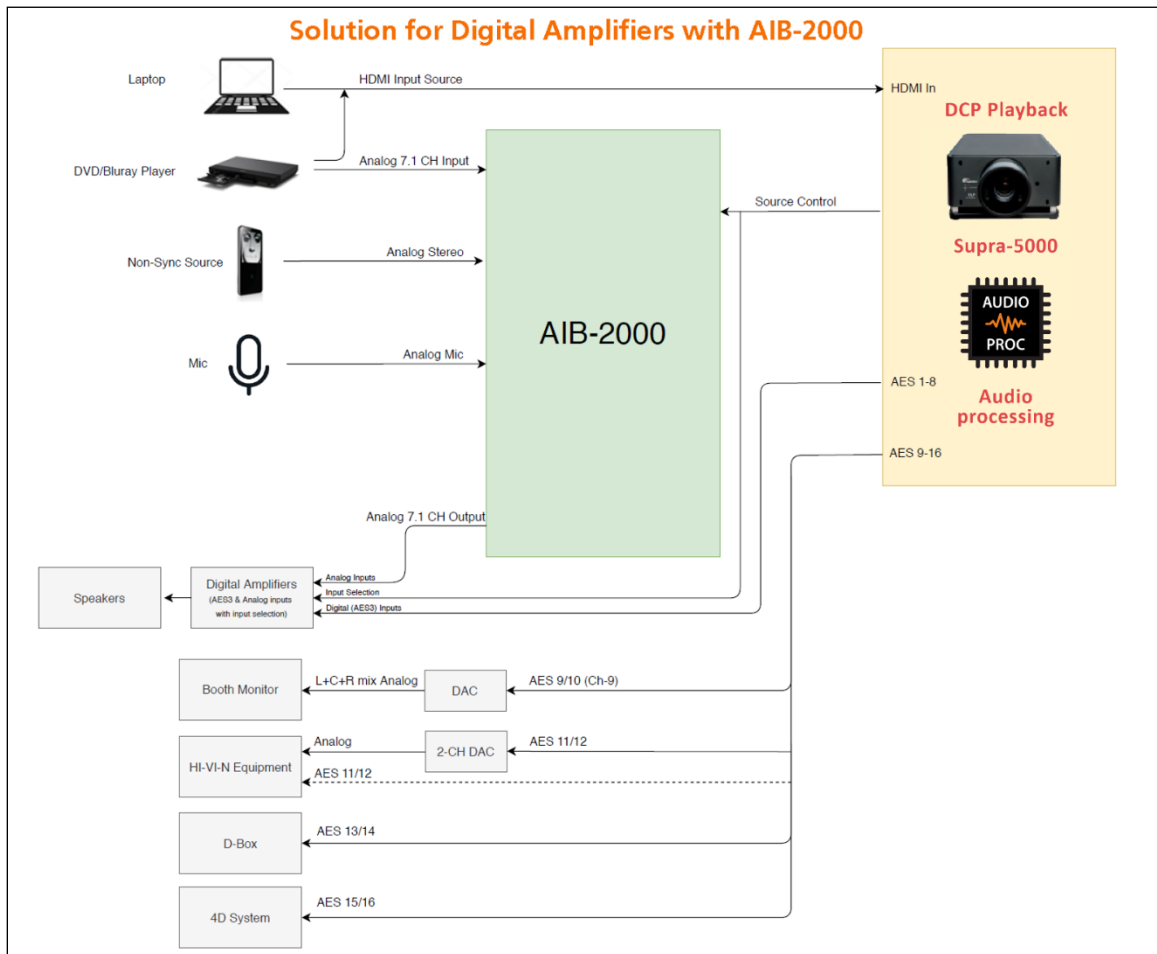 Solution for Digital Amplifiers with AIB-2000
Laptop
HDMI Input Source
HDMI In
DCP Playback
DVD/Bluray Player
Analog 7.1 CH Input
Source Control
Supra-5000
Non-Sync Source
Analog Stereo
AIB-2000
AUDIO
PROC
Mic
Analog Mic
AES 1-8
Audio
processing
AES 9-16
Analog 7.1 CH Output
Speakers
Digital Amplifiers
(AES3 & Analog inputs
with input selection)
Analog Inputs
Input Selection
Digital (AES3) Inputs
Booth Monitor
L+C+R mix Analog
DAC
AES 9/10 (Ch-9)
HI-VI-N Equipment
Analog
2-CH DAC
AES 11/12
AES 11/12
D-Box
AES 13/14
4D System
AES 15/16